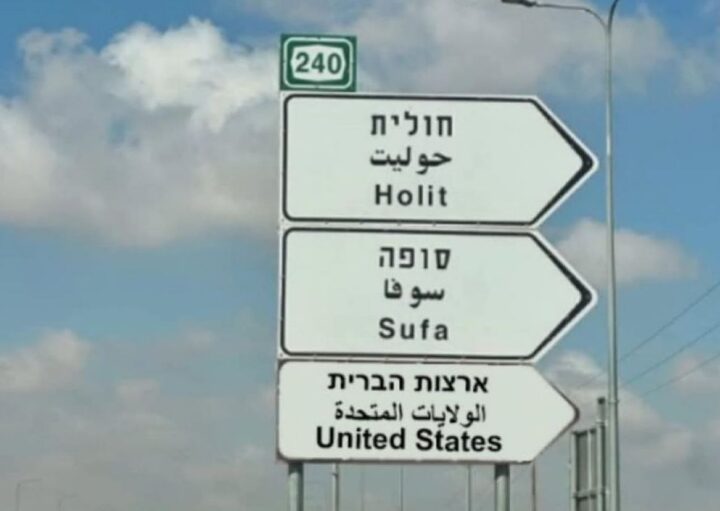 240
חולית
حوليت
Holit
סופה
سوفا
Sufa
ארצות הברית
الولايات المتحدة
United States